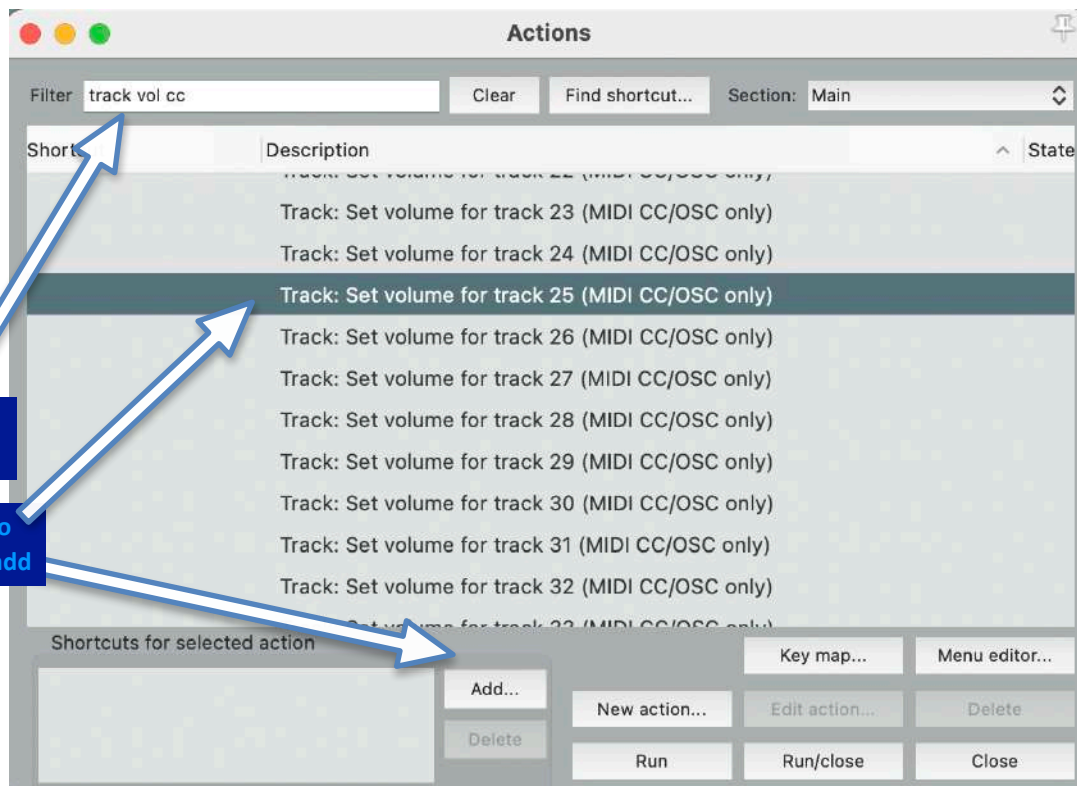 Actions
Filter track vol cc Clear Find shortcut... Section: Main
Description State
Track: Set volume for track 23 (MIDI CC/OSC only)
Track: Set volume for track 24 (MIDI CC/OSC only)
Track: Set volume for track 25 (MIDI CC/OSC only)
Track: Set volume for track 26 (MIDI CC/OSC only)
Track: Set volume for track 27 (MIDI CC/OSC only)
Track: Set volume for track 28 (MIDI CC/OSC only)
Track: Set volume for track 29 (MIDI CC/OSC only)
Track: Set volume for track 30 (MIDI CC/OSC only)
Track: Set volume for track 31 (MIDI CC/OSC only)
Track: Set volume for track 32 (MIDI CC/OSC only)
Shortcuts for selected action
Key map... Menu editor...
Add...
New action... Edit action... Delete
Delete
Run Run/close Close